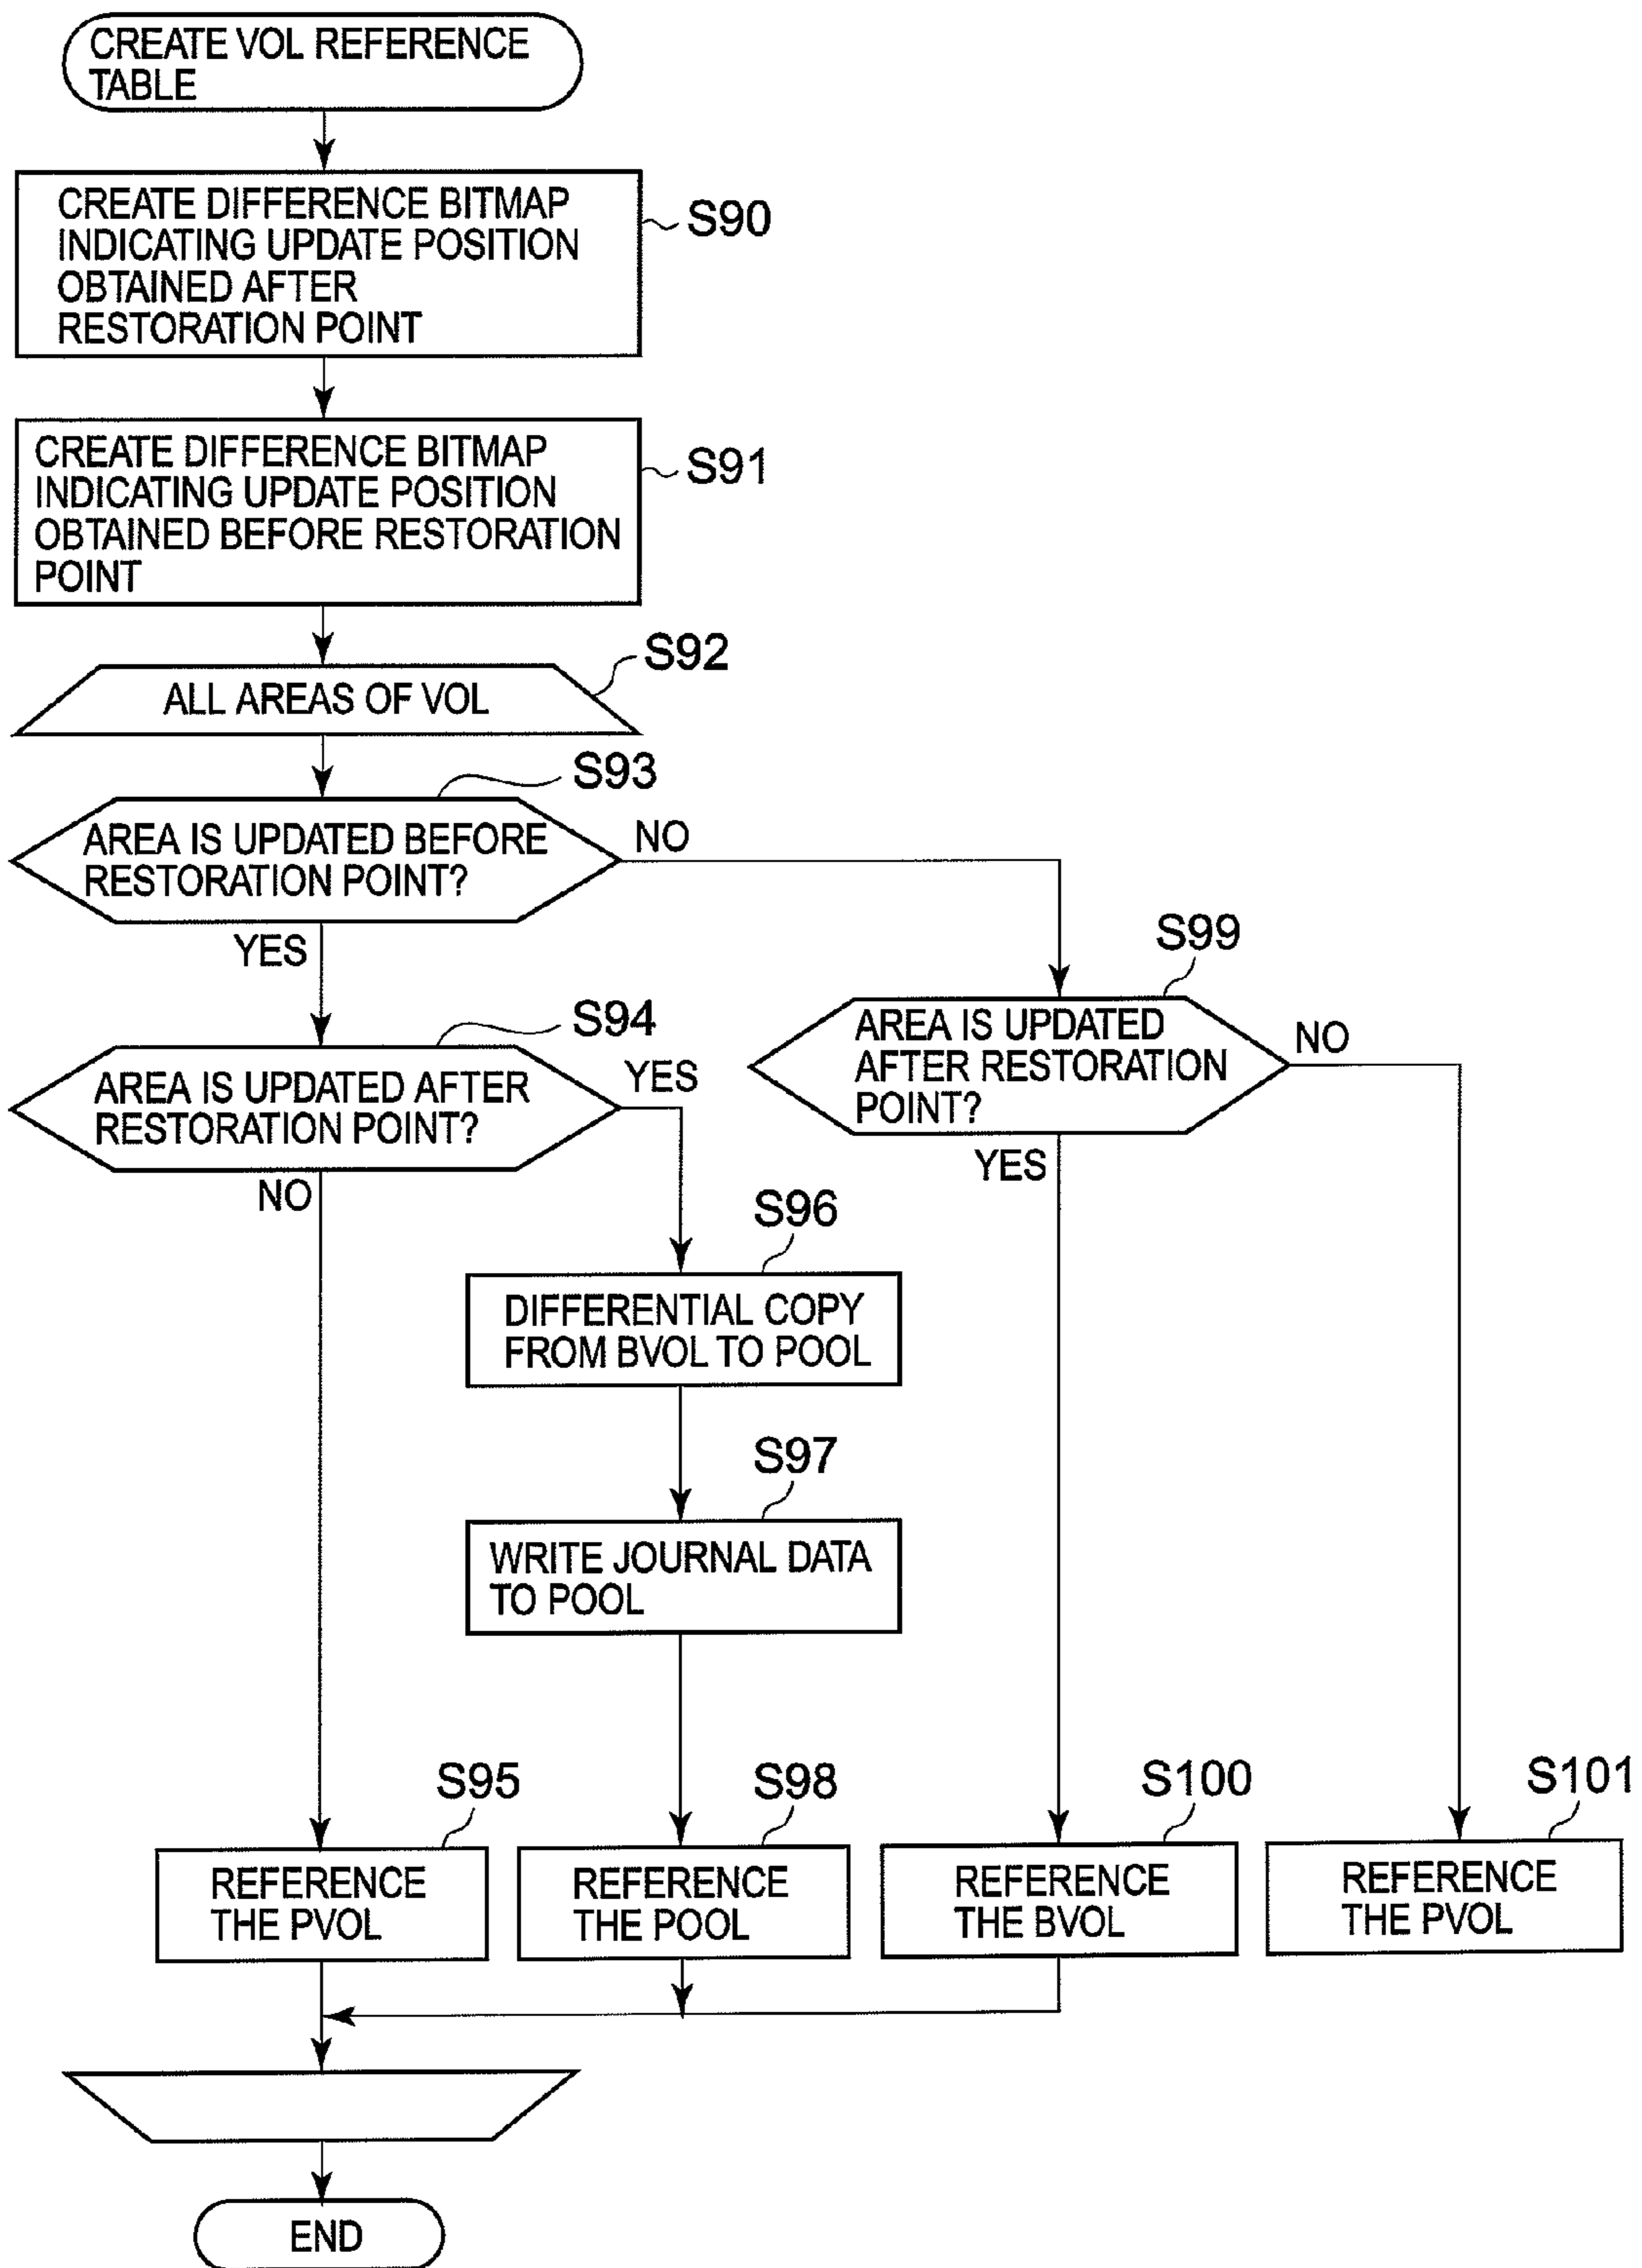 CREATE VOL REFERENCE
TABLE
CREATE DIFFERENCE BITMAP
INDICATING UPDATE POSITION
OBTAINED AFTER
RESTORATION POINT
S90
CREATE DIFFERENCE BITMAP
INDICATING UPDATE POSITION
OBTAINED BEFORE RESTORATION
POINT
S91
ALL AREAS OF VOL
S92
S93
AREA IS UPDATED BEFORE
RESTORATION POINT?
NO
YES
S94
AREA IS UPDATED AFTER
RESTORATION POINT?
YES
NO
S99
AREA IS UPDATED
AFTER RESTORATION
POINT?
NO
YES
S96
DIFFERENTIAL COPY
FROM BVOL TO POOL
S97
WRITE JOURNAL DATA
TO POOL
S95
REFERENCE
THE PVOL
S98
REFERENCE
THE POOL
S100
REFERENCE
THE BVOL
S101
REFERENCE
THE PVOL
END